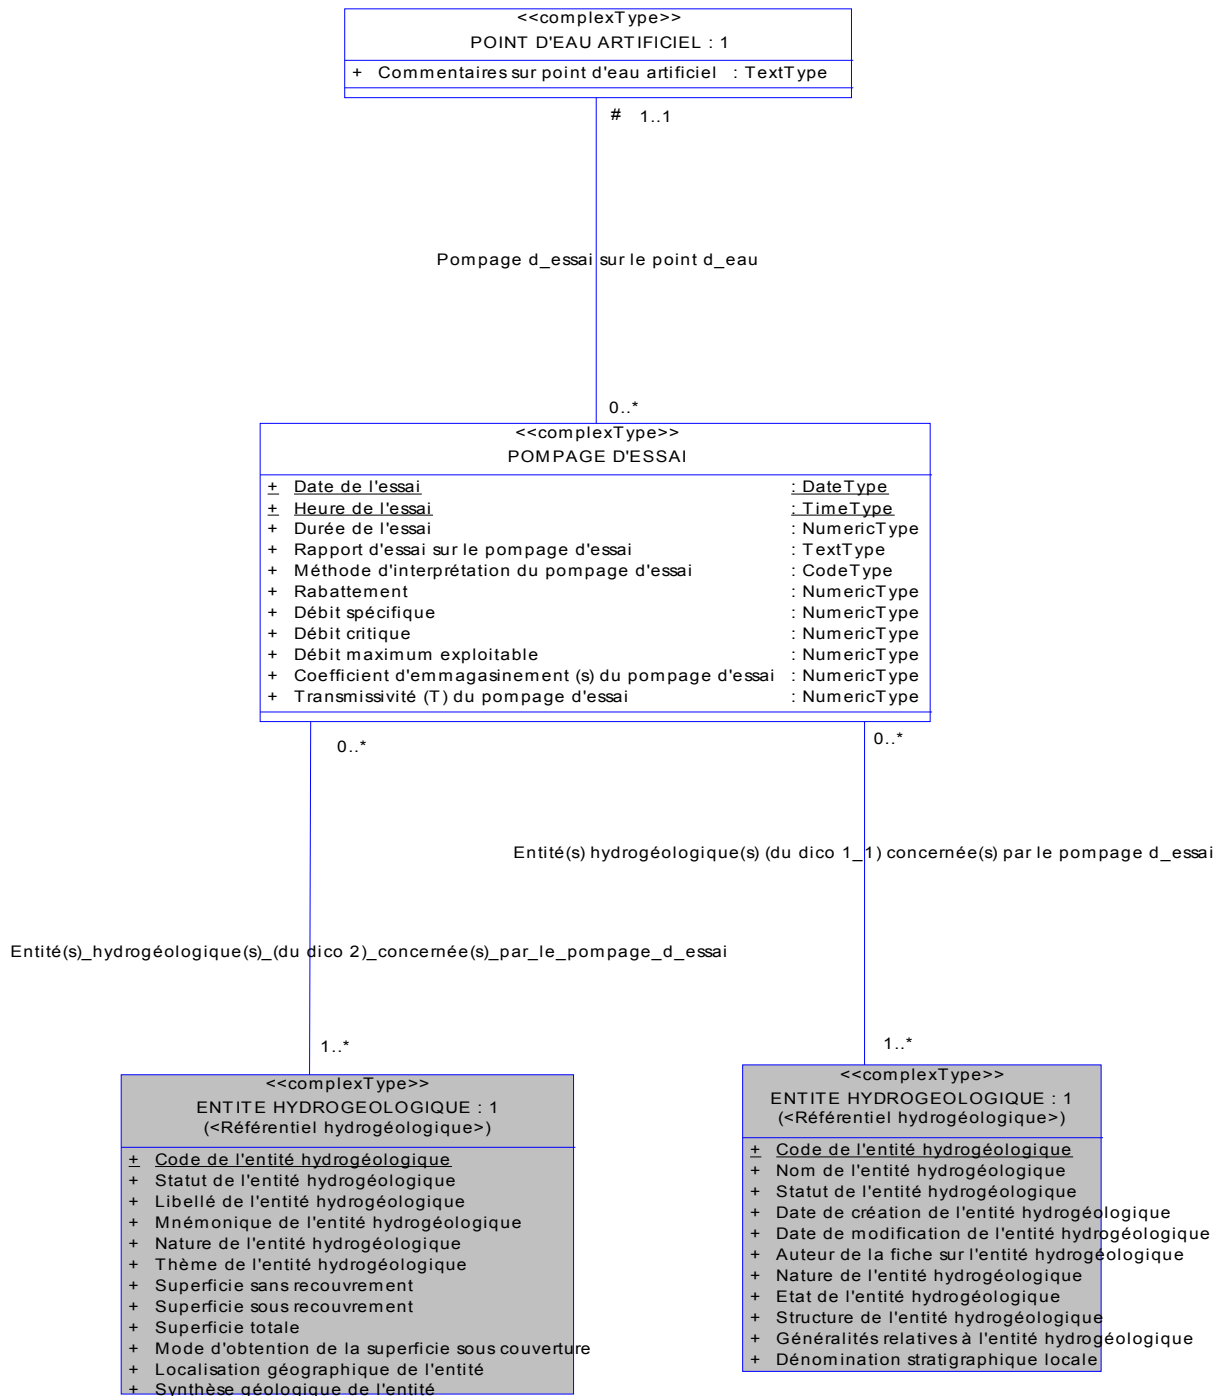 <<complexType>>
POINT D'EAU ARTIFICIEL : 1
+ Commentaires sur point d'eau artificiel : TextType
# 1..1
Pompage d_essai sur le point d_eau
0..*
<<complexType>>
POMPAGE D'ESSAI
+ Date de l'essai : DateType
+ Heure de l'essai : TimeType
+ Durée de l'essai : NumericType
+ Rapport d'essai sur le pompage d'essai : TextType
+ Méthode d'interprétation du pompage d'essai : CodeType
+ Rabattement : NumericType
+ Débit spécifique : NumericType
+ Débit critique : NumericType
+ Débit maximum exploitable : NumericType
+ Coefficient d'emmagasinement (s) du pompage d'essai : NumericType
+ Transmissivité (T) du pompage d'essai : NumericType
0..*
0..*
Entité(s) hydrogéologique(s) (du dico 1_1) concernée(s) par le pompage d_essai
Entité(s)_hydrogéologique(s)_(du dico 2)_concernée(s)_par_le_pompage_d_essai
1..*
1..*
<<complexType>>
ENTITE HYDROGEOLOGIQUE : 1
(<Référentiel hydrogéologique>)
+ Code de l'entité hydrogéologique
+ Statut de l'entité hydrogéologique
+ Libellé de l'entité hydrogéologique
+ Mnémonique de l'entité hydrogéologique
+ Nature de l'entité hydrogéologique
+ Thème de l'entité hydrogéologique
+ Superficie sans recouvrement
+ Superficie sous recouvrement
+ Superficie totale
+ Mode d'obtention de la superficie sous couverture
+ Localisation géographique de l'entité
+ Synthèse géologique de l'entité
<<complexType>>
ENTITE HYDROGEOLOGIQUE : 1
(<Référentiel hydrogéologique>)
+ Code de l'entité hydrogéologique
+ Nom de l'entité hydrogéologique
+ Statut de l'entité hydrogéologique
+ Date de création de l'entité hydrogéologique
+ Date de modification de l'entité hydrogéologique
+ Auteur de la fiche sur l'entité hydrogéologique
+ Nature de l'entité hydrogéologique
+ Etat de l'entité hydrogéologique
+ Structure de l'entité hydrogéologique
+ Généralités relatives à l'entité hydrogéologique
+ Dénomination stratigraphique locale